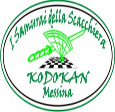 I Samurai della Scacchiera
KODOKAN
Messina